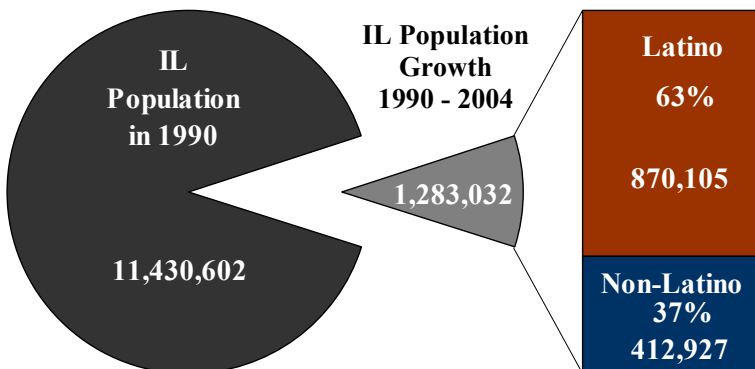 IL
Population
in 1990
11,430,602
IL Population
Growth
1990 - 2004
1,283,032
Latino
63%
870,105
Non-Latino
37%
412,927